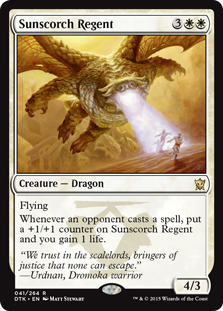 Sunscorch Regent 3
Creature — Dragon
Flying
Whenever an opponent casts a spell, put
a +1/+1 counter on Sunscorch Regent
and you gain 1 life.
“We trust in the scalelords, bringers of
justice that none can escape.”
—Urdnan, Dromoka warrior
4/3
041/264 R
DTK • EN Matt Stewart
™ & © 2015 Wizards of the Coast